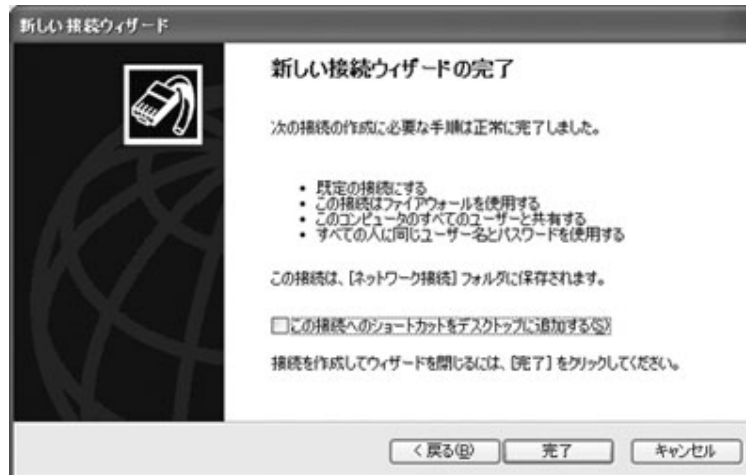 新しい接続ウィザード
新しい接続ウィザードの完了
次の接続の作成に必要な手順は正常に完了しました。
• 既定の接続にする
• この接続はファイアウォールを使用する
• このコンピュータのすべてのユーザーと共有する
• すべての人に同じユーザー名とパスワードを使用する
この接続は、[ネットワーク接続] フォルダに保存されます。
この接続へのショートカットをデスクトップに追加する(S)
接続を作成してウィザードを閉じるには、[完了] をクリックしてください。
< 戻る(B) 完了 キャンセル